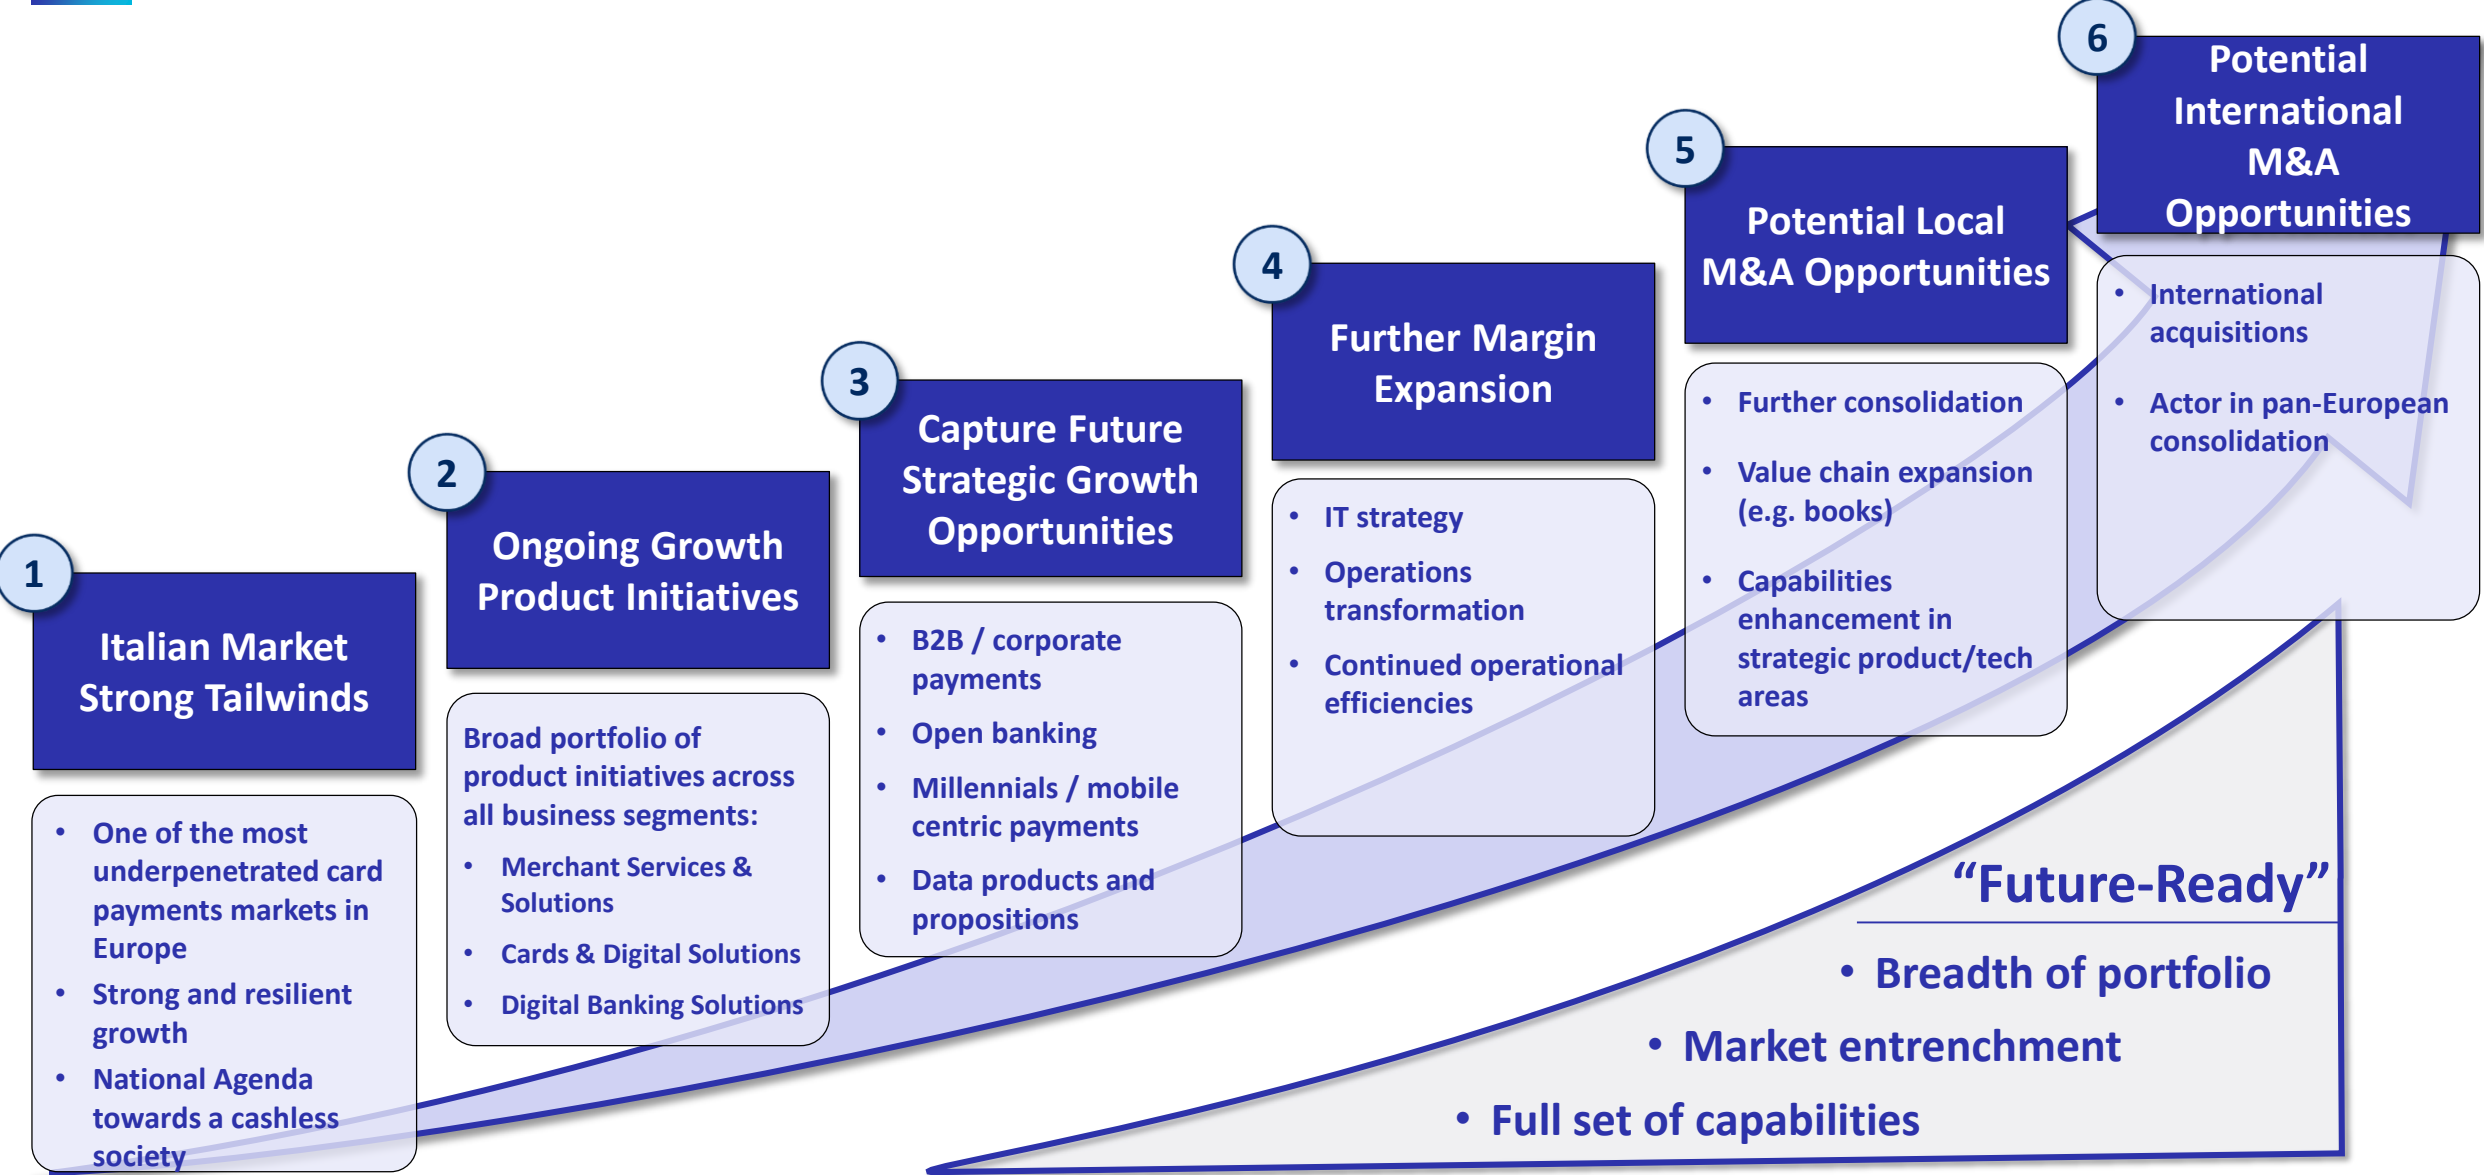 1
Italian Market
Strong Tailwinds
• One of the most
underpenetrated card
payments markets in
Europe
• Strong and resilient
growth
• National Agenda
towards a cashless
society
2
Ongoing Growth
Product Initiatives
Broad portfolio of
product initiatives across
all business segments:
• Merchant Services &
Solutions
• Cards & Digital Solutions
• Digital Banking Solutions
3
Capture Future
Strategic Growth
Opportunities
• B2B / corporate
payments
• Open banking
• Millennials / mobile
centric payments
• Data products and
propositions
4
Further Margin
Expansion
• IT strategy
• Operations
transformation
• Continued operational
efficiencies
5
Potential Local
M&A Opportunities
• Further consolidation
• Value chain expansion
(e.g. books)
• Capabilities
enhancement in
strategic product/tech
areas
6
Potential
International
M&A
Opportunities
• International
acquisitions
• Actor in pan-European
consolidation
“Future-Ready”
• Breadth of portfolio
• Market entrenchment
• Full set of capabilities